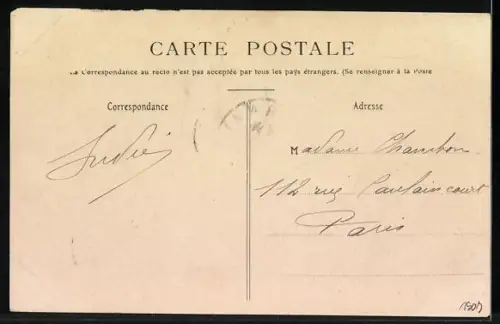 CARTE POSTALE
La Correspondance au recto n'est pas acceptée par tous les pays étrangers. (Se renseigner à la Poste
Correspondance
Adresse
Madame Chambon
112 rue Caulaincourt
Paris